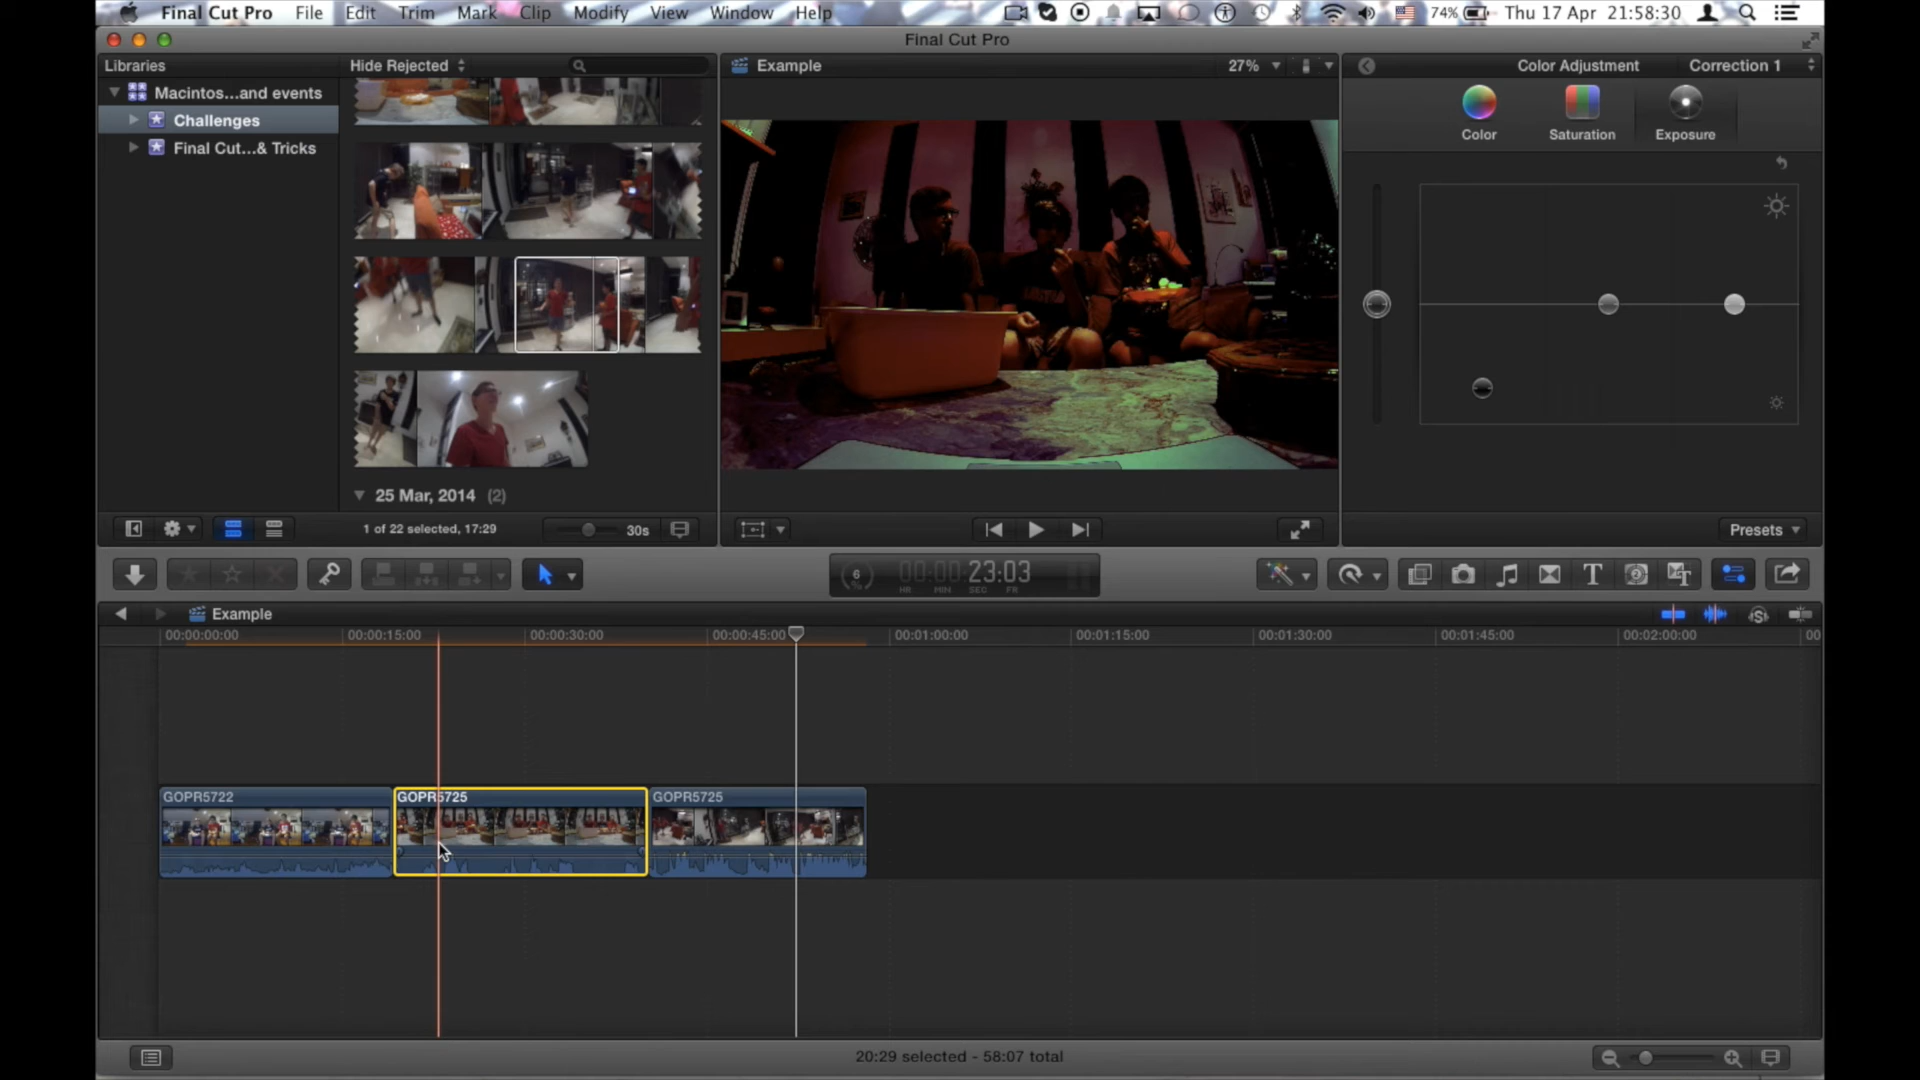 Final Cut Pro File Edit Trim Mark Clip Modify View Window Help 74% Thu 17 Apr 21:58:30
Final Cut Pro
Libraries Hide Rejected Example 27% Color Adjustment Correction 1
Macintos...and events
Challenges
Final Cut...& Tricks
Color Saturation Exposure
25 Mar, 2014 (2)
1 of 22 selected, 17:29 30s Presets
6 00:00:23:03
HR MIN SEC FR
Example
00:00:00:00 00:00:15:00 00:00:30:00 00:00:45:00 00:01:00:00 00:01:15:00 00:01:30:00 00:01:45:00 00:02:00:00 00
GOPR5722 GOPR5725 GOPR5725
20:29 selected - 58:07 total